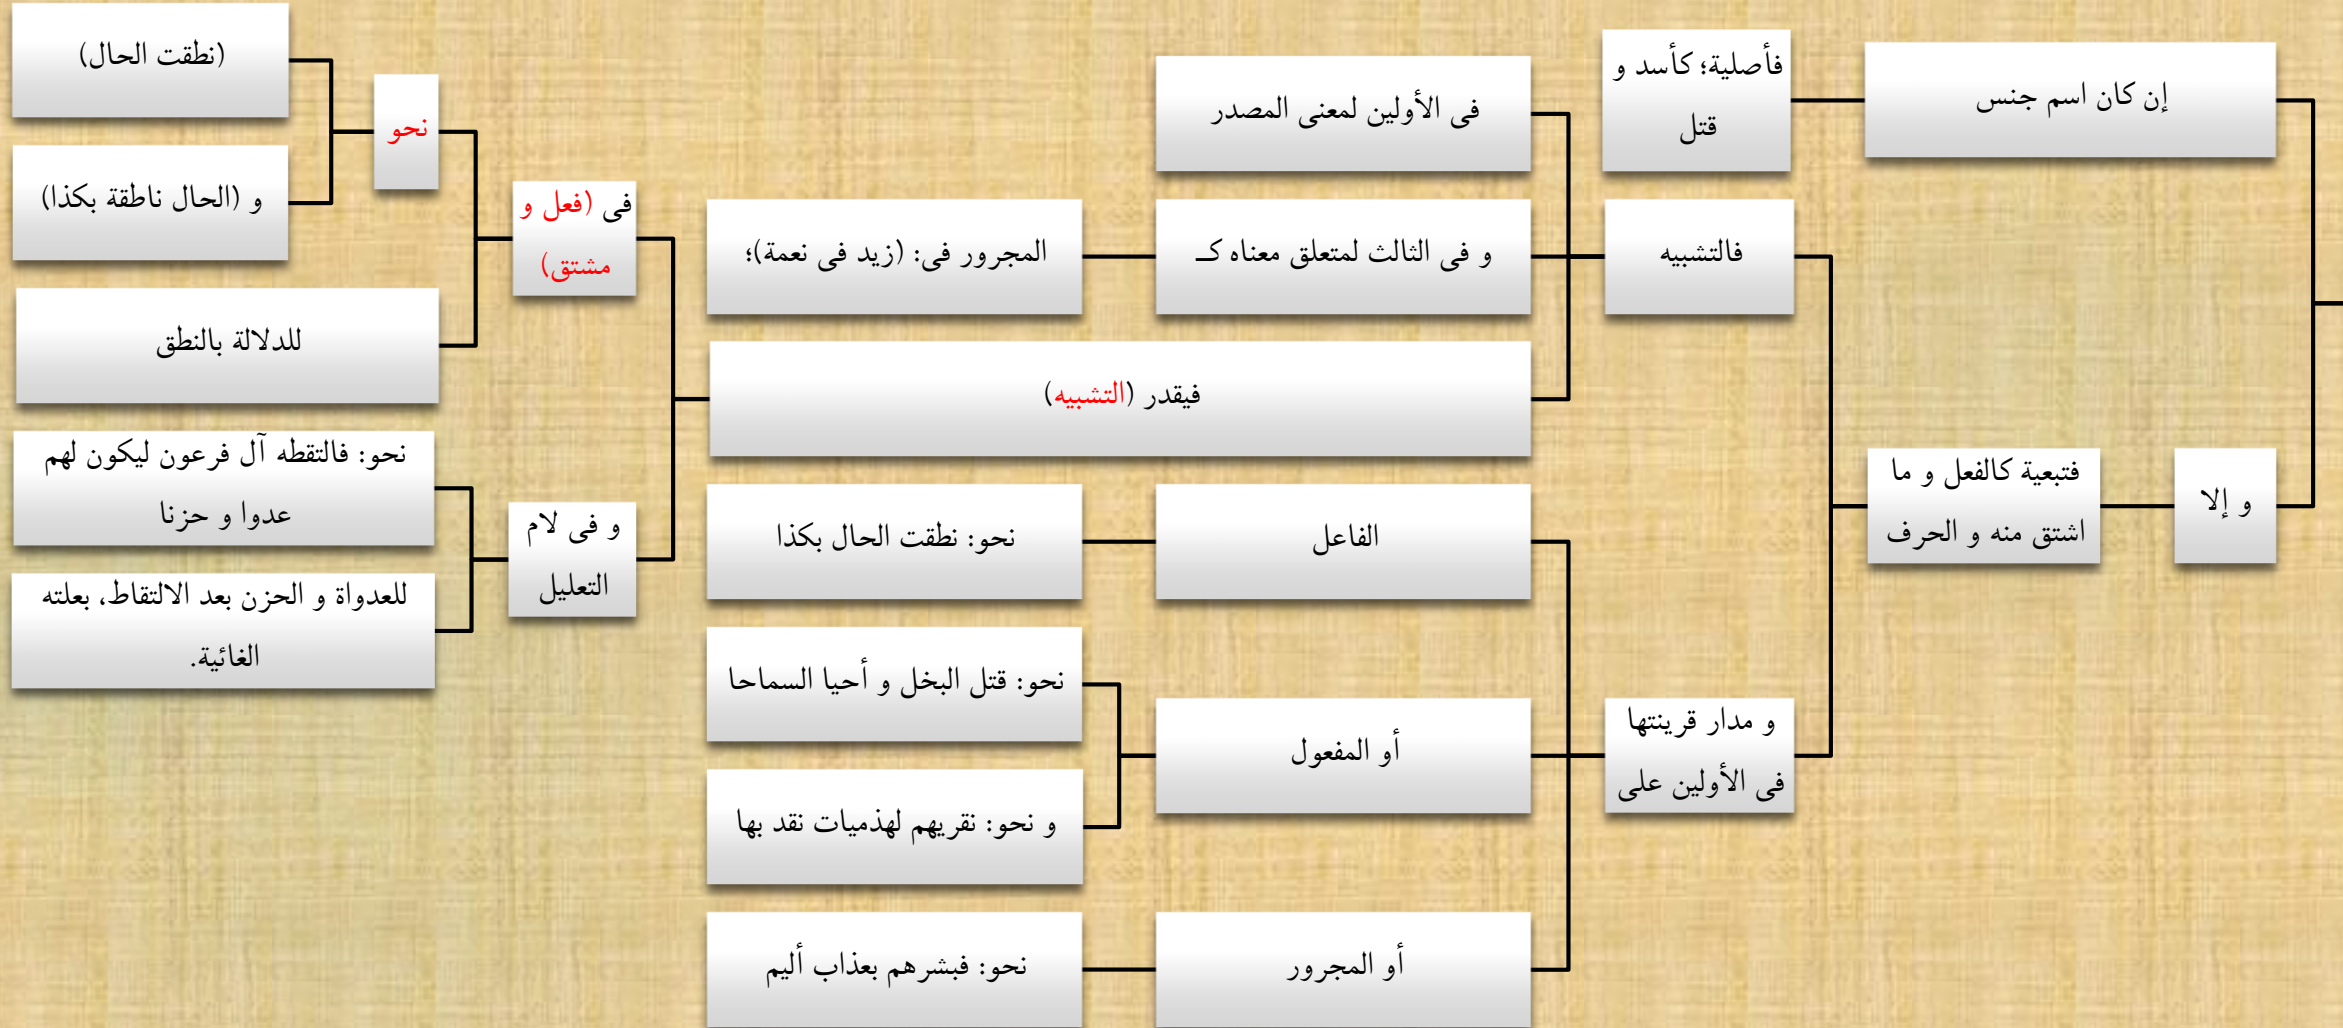 إن كان اسم جنس
فأصلية؛ كأسد و
قتل
و إلا
فتبعية كالفعل و ما
اشتق منه و الحرف
فالتشبيه
فى الأولين لمعنى المصدر
و فى الثالث لمتعلق معناه كـ
المجرور فى: (زيد فى نعمة)؛
فيقدر (التشبيه)
فى (فعل و
مشتق)
نحو
(نطقت الحال)
و (الحال ناطقة بكذا)
للدلالة بالنطق
و فى لام
التعليل
نحو: فالتقطه آل فرعون ليكون لهم
عدوا و حزنا
للعدواة و الحزن بعد الالتقاط، بعلته
الغائية.
و مدار قرينتها
فى الأولين على
الفاعل
نحو: نطقت الحال بكذا
أو المفعول
نحو: قتل البخل و أحيا السماحا
و نحو: نقريهم لهذميات نقد بها
أو المجرور
نحو: فبشرهم بعذاب أليم